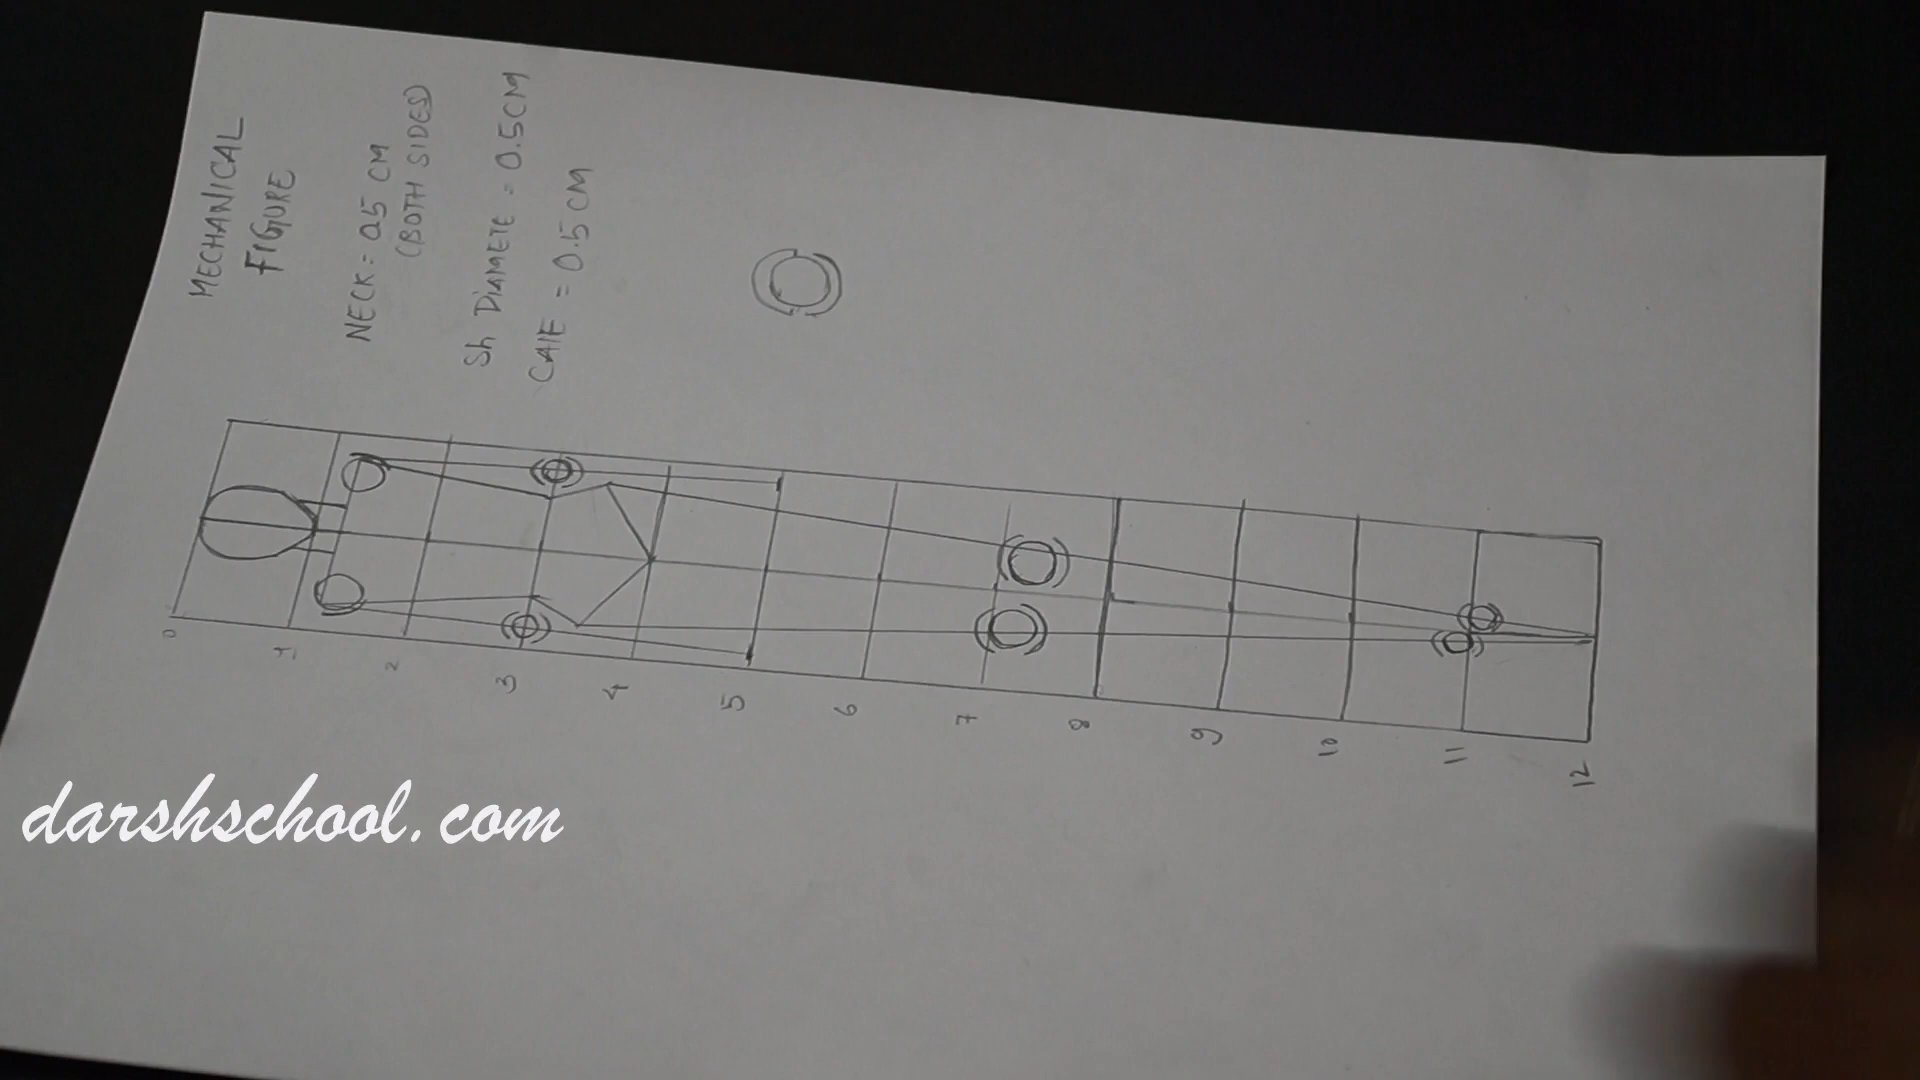 MECHANICAL
FIGURE
NECK = 0.5 CM
(BOTH SIDES)
Sh DIAMETE = 0.5CM
CAlF = 0.5 CM
0
1
2
3
4
5
6
7
8
9
10
11
12
darshschool.com